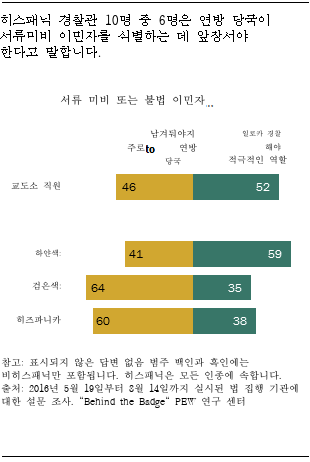 히스패닉 경찰관 10명 중 6명은 연방 당국이
서류미비 이민자를 식별하는 데 앞장서야
한다고 말합니다.
서류 미비 또는 불법 이민자...
남겨둬야지
주로to 연방
당국
밀로카 경찰
해야
적극적인 역할
교도소 직원 46 52
하얀색: 41 59
검은색: 64 35
히즈파니카 60 38
참고: 표시되지 않은 답변 없음 범주 백인과 흑인에는
비히스패닉만 포함됩니다. 히스패닉은 모든 인종에 속합니다.
출처: 2016년 5월 19일부터 8월 14일까지 실시된 법 집행 기관에
대한 설문 조사. “Behind the Badge“ PEW 연구 센터